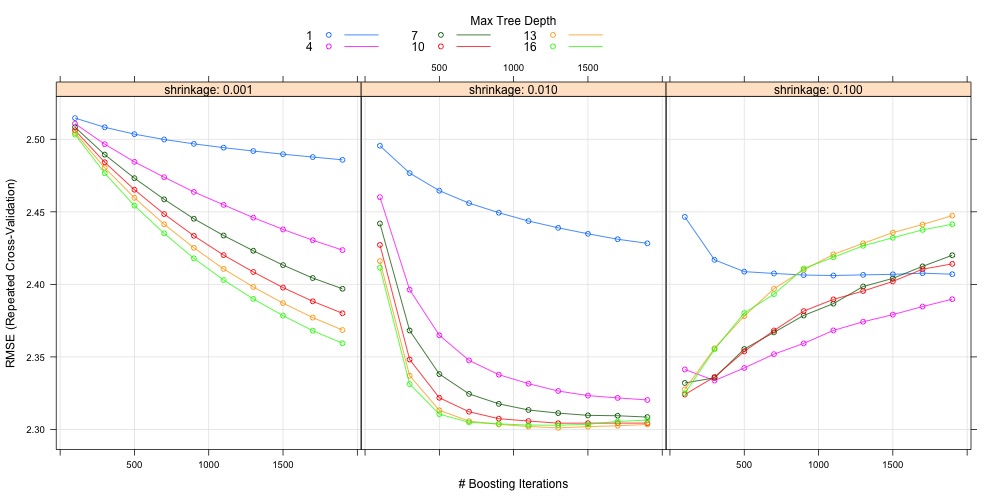 Max Tree Depth
1 7 13
4 10 16
500 1000 1500
shrinkage: 0.001 shrinkage: 0.010 shrinkage: 0.100
RMSE (Repeated Cross-Validation)
2.50
2.45
2.40
2.35
2.30
500 1000 1500 500 1000 1500
# Boosting Iterations